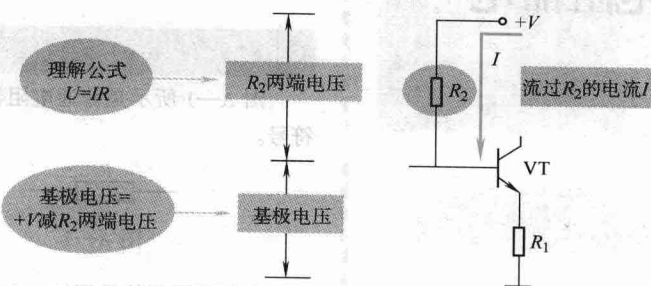 理解公式
U=IR
R₂两端电压
基极电压=
+V减R₂两端电压
基极电压
+V
I
R₂
流过R₂的电流I
VT
R₁
符号。